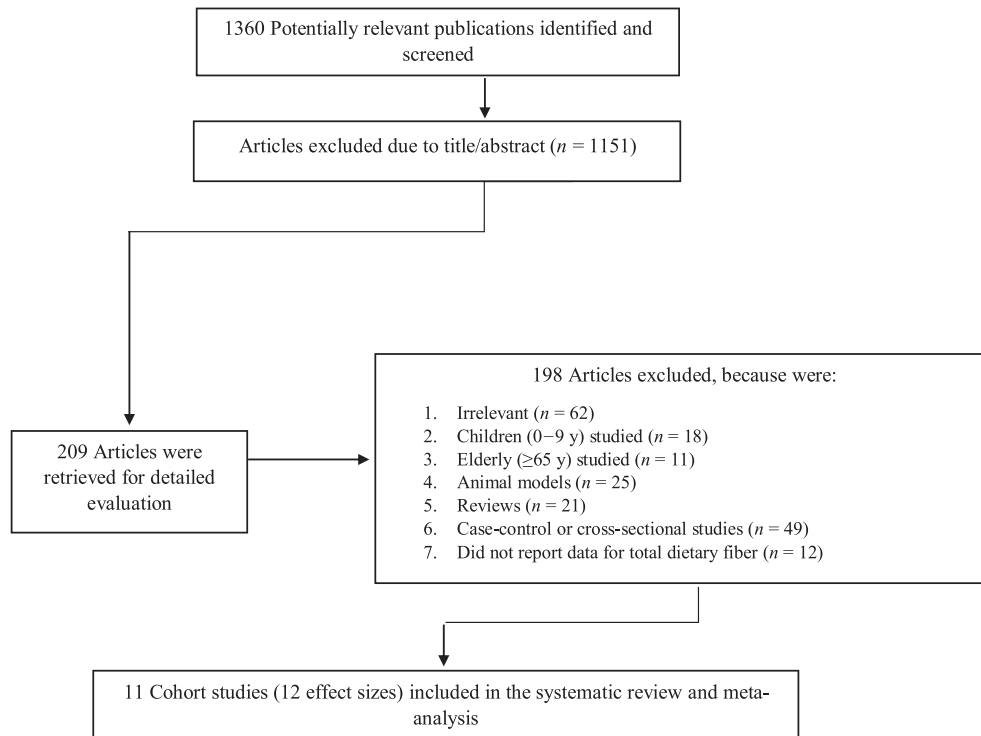 1360 Potentially relevant publications identified and
screened
Articles excluded due to title/abstract (n = 1151)
209 Articles were
retrieved for detailed
evaluation
198 Articles excluded, because were:
1. Irrelevant (n = 62)
2. Children (0−9 y) studied (n = 18)
3. Elderly (≥65 y) studied (n = 11)
4. Animal models (n = 25)
5. Reviews (n = 21)
6. Case-control or cross-sectional studies (n = 49)
7. Did not report data for total dietary fiber (n = 12)
11 Cohort studies (12 effect sizes) included in the systematic review and meta-
analysis